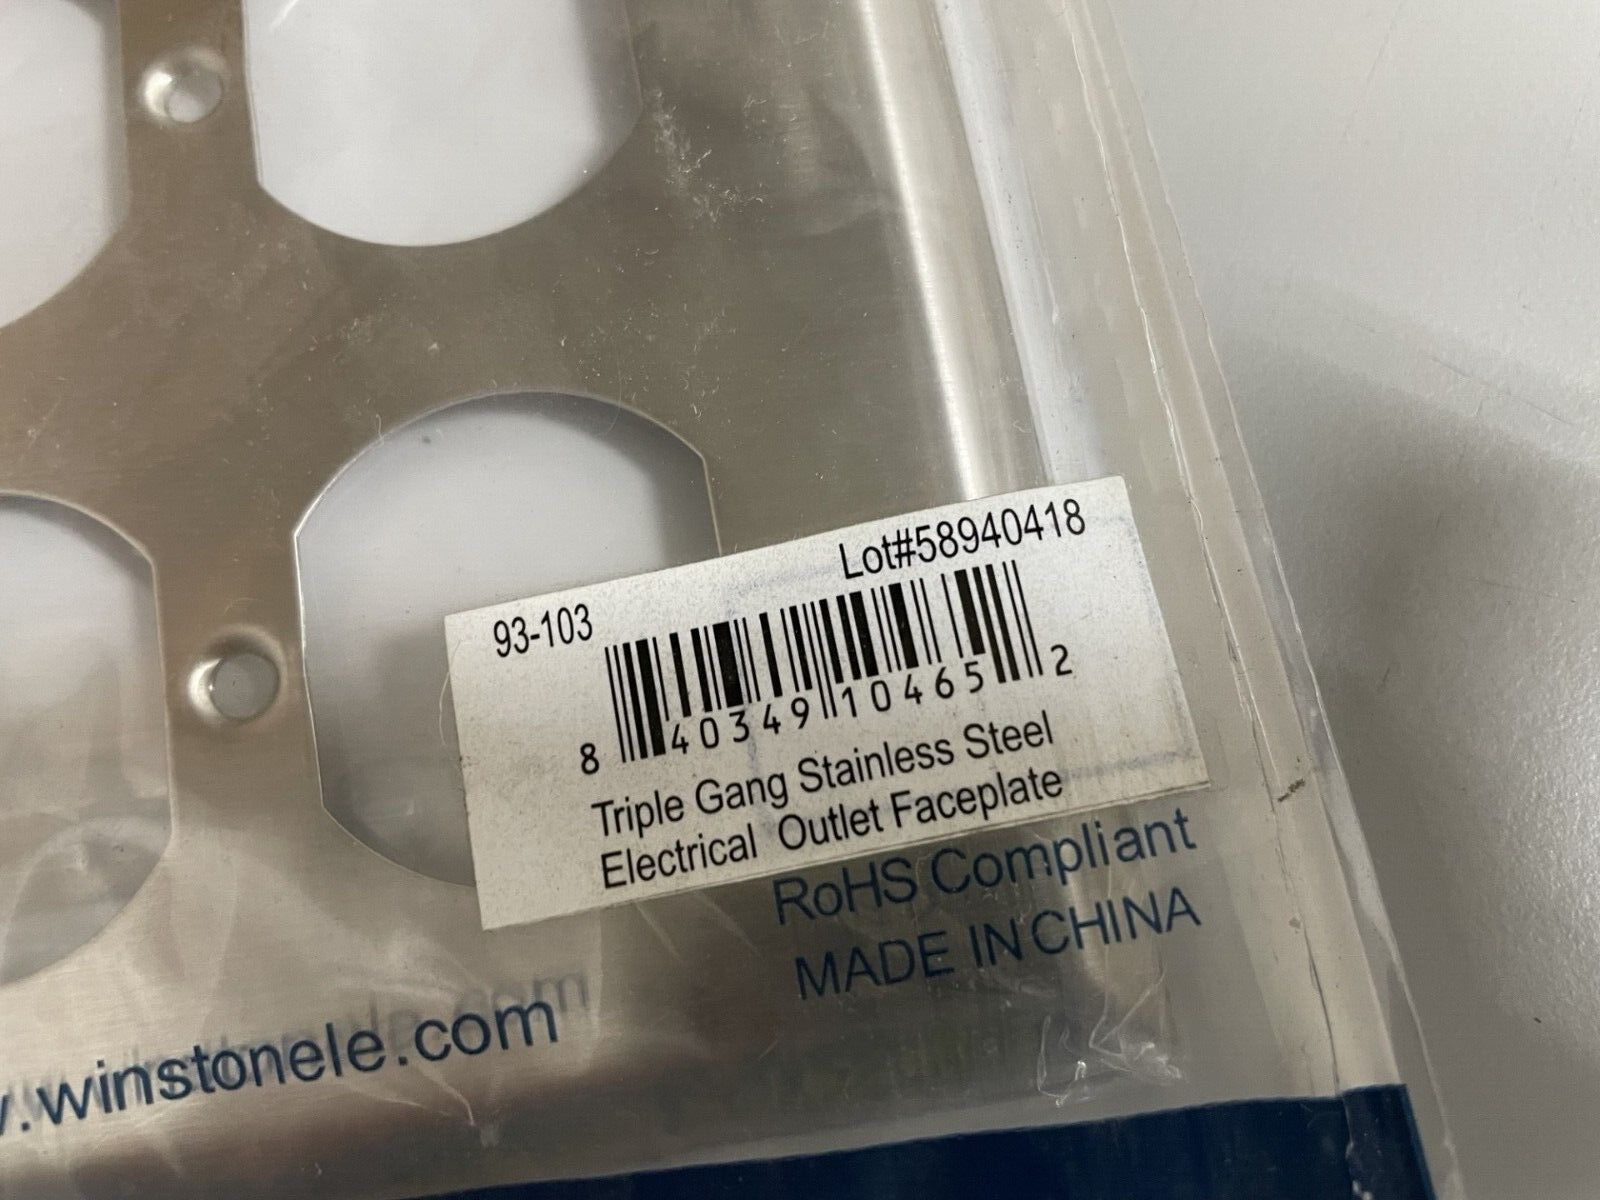 Lot#58940418
93-103
8 40349 10465 2
Triple Gang Stainless Steel
Electrical Outlet Faceplate
RoHS Compliant
MADE IN CHINA
.winstonele.com